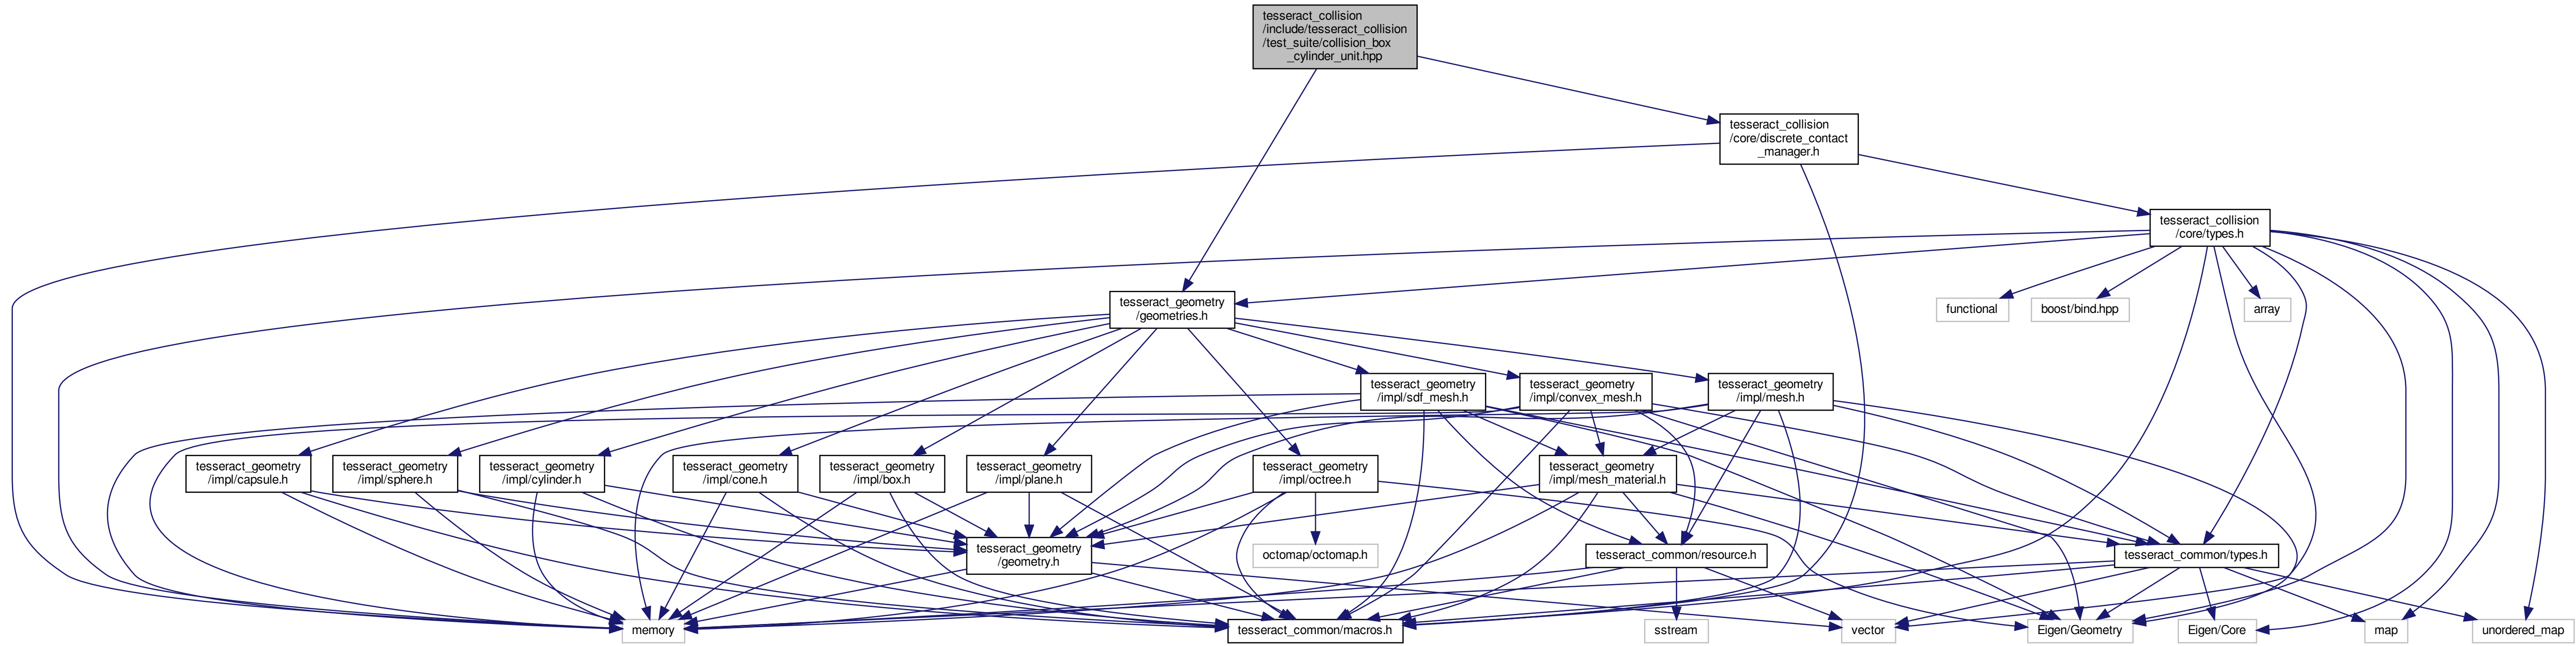 tesseract_collision
/include/tesseract_collision
/test_suite/collision_box
_cylinder_unit.hpp
tesseract_collision
/core/discrete_contact
_manager.h
tesseract_collision
/core/types.h
tesseract_geometry
/geometries.h
functional
boost/bind.hpp
array
tesseract_geometry
/impl/sdf_mesh.h
tesseract_geometry
/impl/convex_mesh.h
tesseract_geometry
/impl/mesh.h
tesseract_geometry
/impl/capsule.h
tesseract_geometry
/impl/sphere.h
tesseract_geometry
/impl/cylinder.h
tesseract_geometry
/impl/cone.h
tesseract_geometry
/impl/box.h
tesseract_geometry
/impl/plane.h
tesseract_geometry
/impl/octree.h
tesseract_geometry
/impl/mesh_material.h
tesseract_geometry
/geometry.h
octomap/octomap.h
tesseract_common/resource.h
tesseract_common/types.h
memory
tesseract_common/macros.h
sstream
vector
Eigen/Geometry
Eigen/Core
map
unordered_map